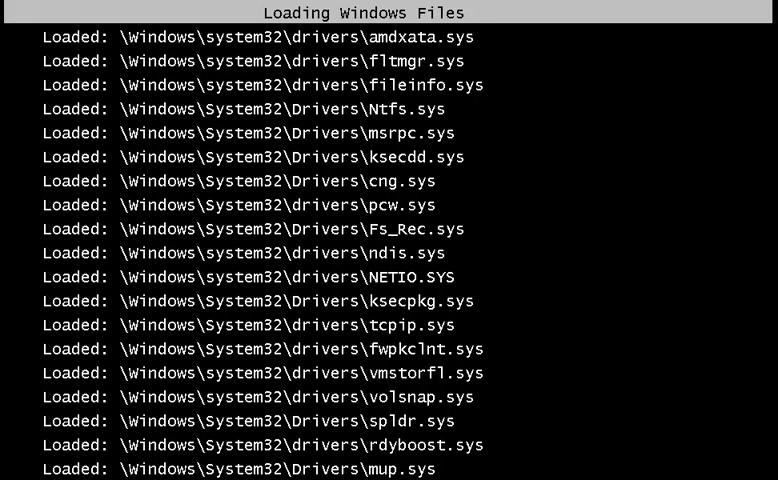 Loading Windows Files
Loaded: \Windows\system32\drivers\amdxata.sys
Loaded: \Windows\system32\drivers\fltmgr.sys
Loaded: \Windows\system32\drivers\fileinfo.sys
Loaded: \Windows\System32\Drivers\Ntfs.sys
Loaded: \Windows\System32\Drivers\msrpc.sys
Loaded: \Windows\System32\Drivers\ksecdd.sys
Loaded: \Windows\System32\Drivers\cng.sys
Loaded: \Windows\System32\drivers\pcw.sys
Loaded: \Windows\System32\Drivers\Fs_Rec.sys
Loaded: \Windows\system32\drivers\ndis.sys
Loaded: \Windows\system32\drivers\NETIO.SYS
Loaded: \Windows\System32\Drivers\ksecpkg.sys
Loaded: \Windows\System32\drivers\tcpip.sys
Loaded: \Windows\System32\drivers\fwpkclnt.sys
Loaded: \Windows\system32\drivers\vmstorfl.sys
Loaded: \Windows\system32\drivers\volsnap.sys
Loaded: \Windows\System32\Drivers\spldr.sys
Loaded: \Windows\System32\drivers\rdyboost.sys
Loaded: \Windows\System32\Drivers\mup.sys